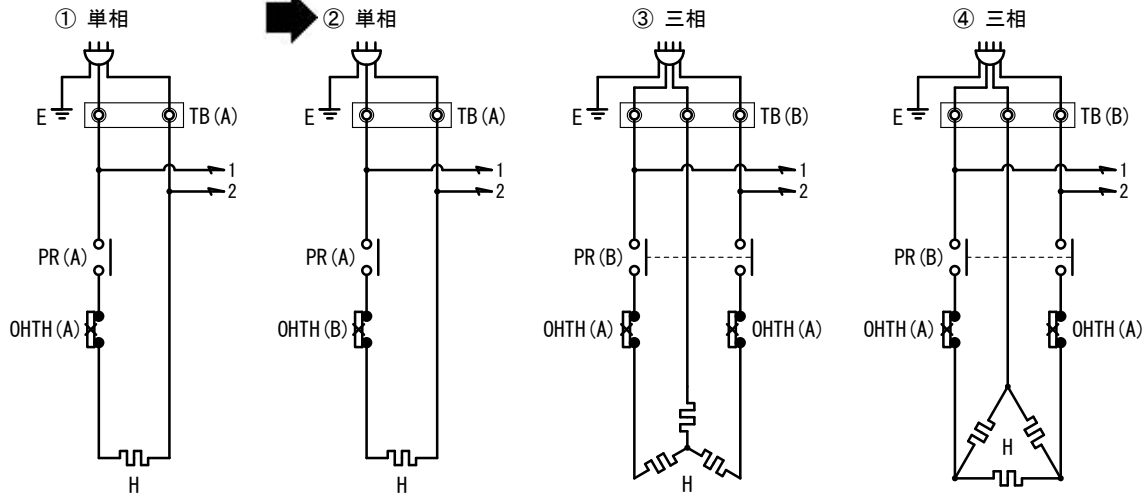 ① 単相 ② 単相 ③ 三相 ④ 三相
E TB(A) E TB(A) E TB(B) E TB(B)
1 1 1 1
2 2 2 2
PR(A) PR(A) PR(B) PR(B)
OHTH(A) OHTH(B) OHTH(A) OHTH(A) OHTH(A) OHTH(A)
H H H H